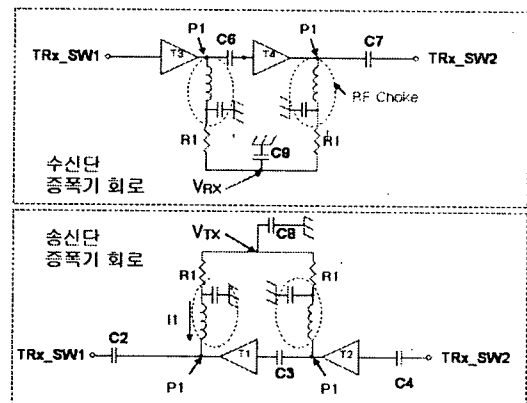 P1
C6
P1
C7
TRx_SW1
T3
T4
TRx_SW2
RF Choke
R1
C9
R1
수신단
증폭기 회로
VRX
송신단
증폭기 회로
VTX
C8
R1
R1
I1
TRx_SW1
C2
T1
C3
T2
C4
TRx_SW2
P1
P1